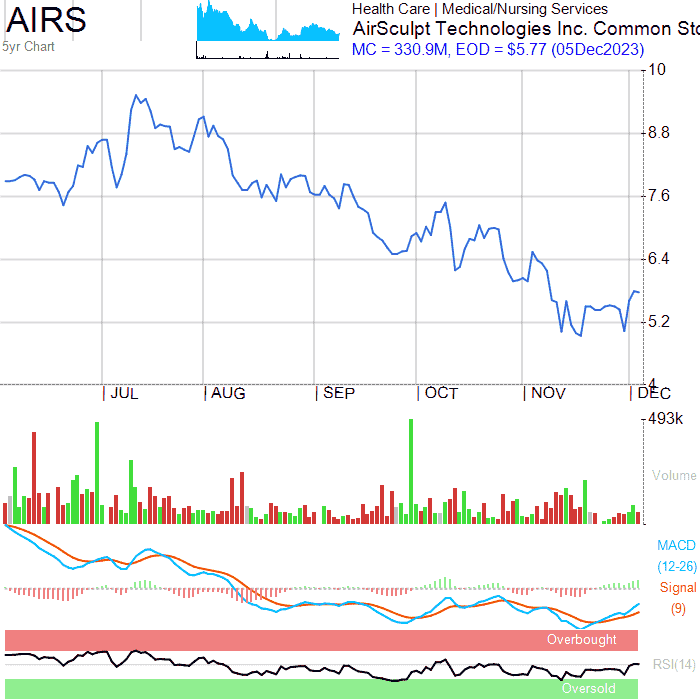 AIRS
5yr Chart
Health Care | Medical/Nursing Services
AirSculpt Technologies Inc. Common Sto
MC = 330.9M, EOD = $5.77 (05Dec2023)
10
8.8
7.6
6.4
5.2
4
JUL AUG SEP OCT NOV DEC
493k
Volume
MACD
(12-26)
Signal
(9)
Overbought
RSI(14)
Oversold